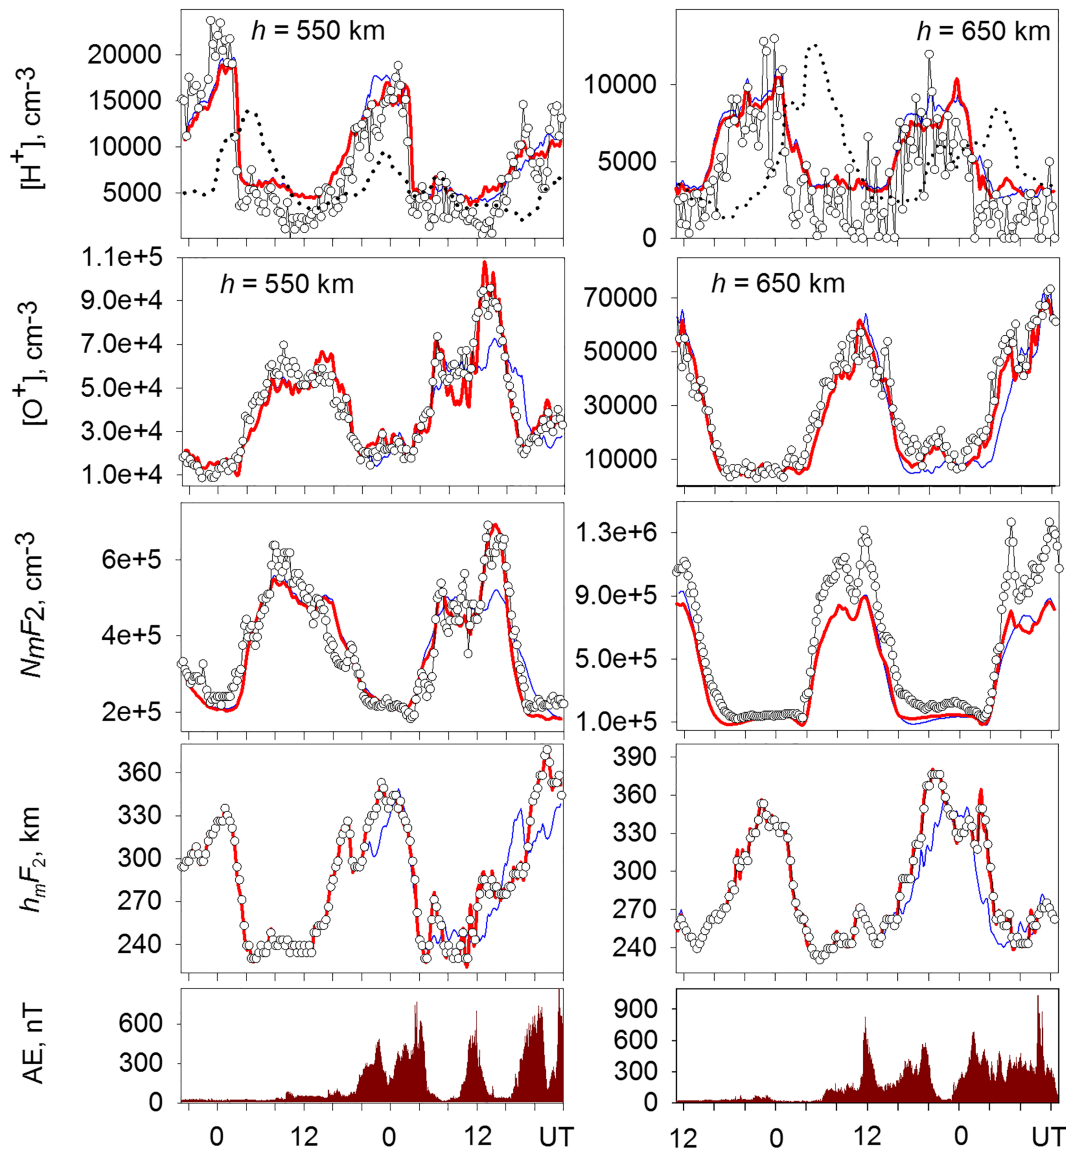 h = 550 km
h = 650 km
[H+], cm-3
20000
15000
10000
5000
10000
5000
0
[O+], cm-3
h = 550 km
h = 650 km
1.1e+5
9.0e+4
7.0e+4
5.0e+4
3.0e+4
1.0e+4
70000
50000
30000
10000
NmF2, cm-3
6e+5
4e+5
2e+5
1.3e+6
9.0e+5
5.0e+5
1.0e+5
hmF2, km
360
330
300
270
240
390
360
330
300
270
240
AE, nT
600
300
0
900
600
300
0
0 12 0 12 UT
12 0 12 0 UT